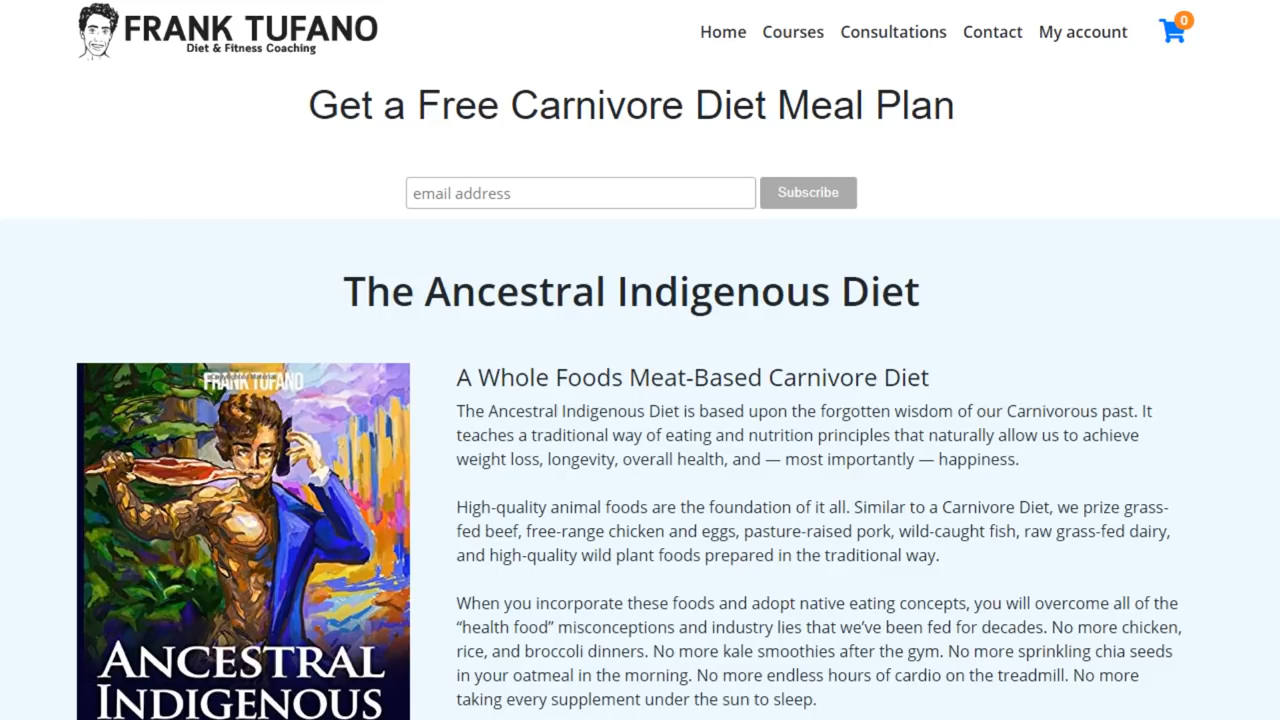 FRANK TUFANO
Diet & Fitness Coaching
Home Courses Consultations Contact My account 0
Get a Free Carnivore Diet Meal Plan
email address Subscribe
The Ancestral Indigenous Diet
FRANK TUFANO
ANCESTRAL
INDIGENOUS
A Whole Foods Meat-Based Carnivore Diet
The Ancestral Indigenous Diet is based upon the forgotten wisdom of our Carnivorous past. It
teaches a traditional way of eating and nutrition principles that naturally allow us to achieve
weight loss, longevity, overall health, and — most importantly — happiness.
High-quality animal foods are the foundation of it all. Similar to a Carnivore Diet, we prize grass-
fed beef, free-range chicken and eggs, pasture-raised pork, wild-caught fish, raw grass-fed dairy,
and high-quality wild plant foods prepared in the traditional way.
When you incorporate these foods and adopt native eating concepts, you will overcome all of the
“health food” misconceptions and industry lies that we’ve been fed for decades. No more chicken,
rice, and broccoli dinners. No more kale smoothies after the gym. No more sprinkling chia seeds
in your oatmeal in the morning. No more endless hours of cardio on the treadmill. No more
taking every supplement under the sun to sleep.